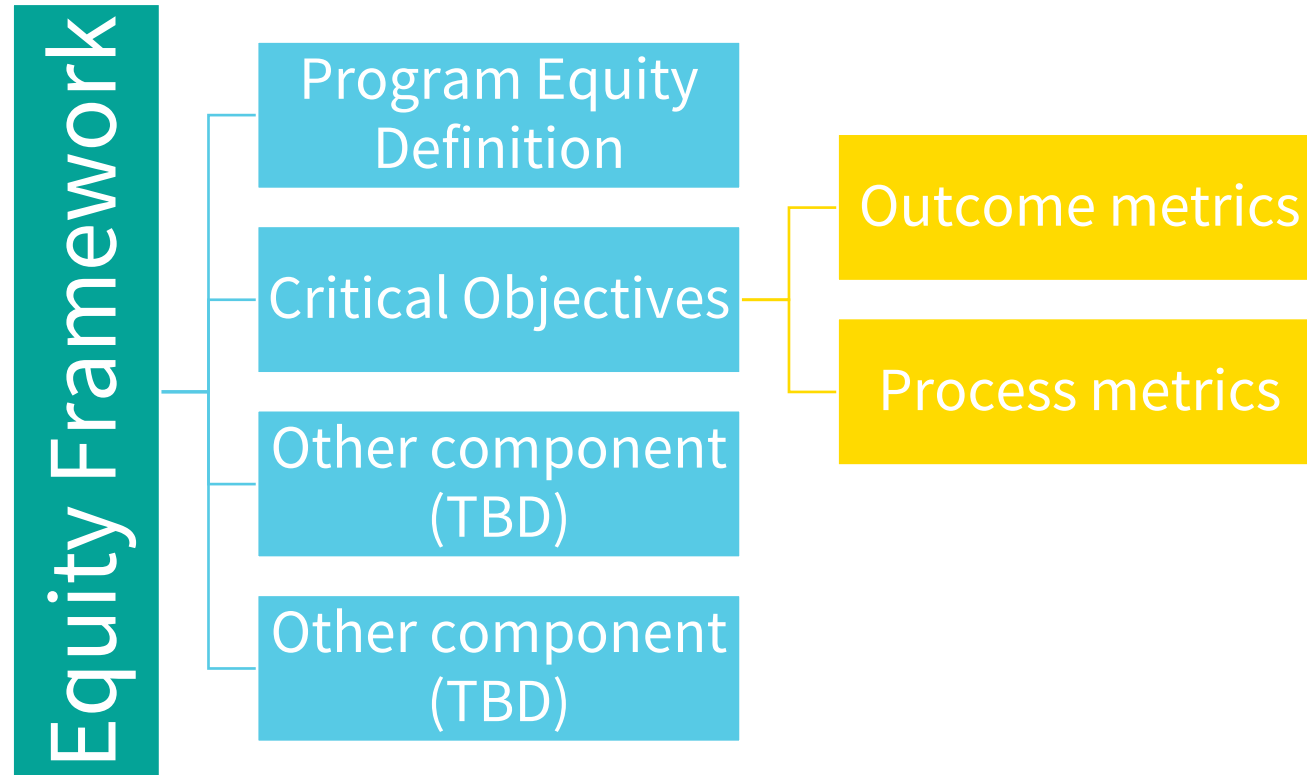 Equity Framework
Program Equity
Definition
Critical Objectives
Other component
(TBD)
Other component
(TBD)
Outcome metrics
Process metrics